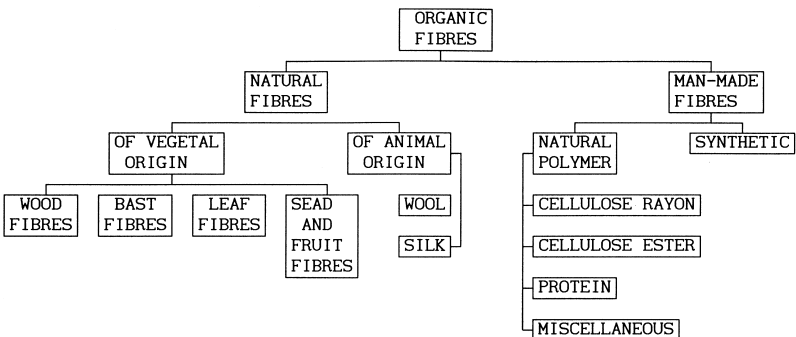 ORGANIC
FIBRES
NATURAL
FIBRES
MAN-MADE
FIBRES
OF VEGETAL
ORIGIN
OF ANIMAL
ORIGIN
NATURAL
POLYMER
SYNTHETIC
WOOD
FIBRES
BAST
FIBRES
LEAF
FIBRES
SEAD
AND
FRUIT
FIBRES
WOOL
SILK
CELLULOSE RAYON
CELLULOSE ESTER
PROTEIN
MISCELLANEOUS